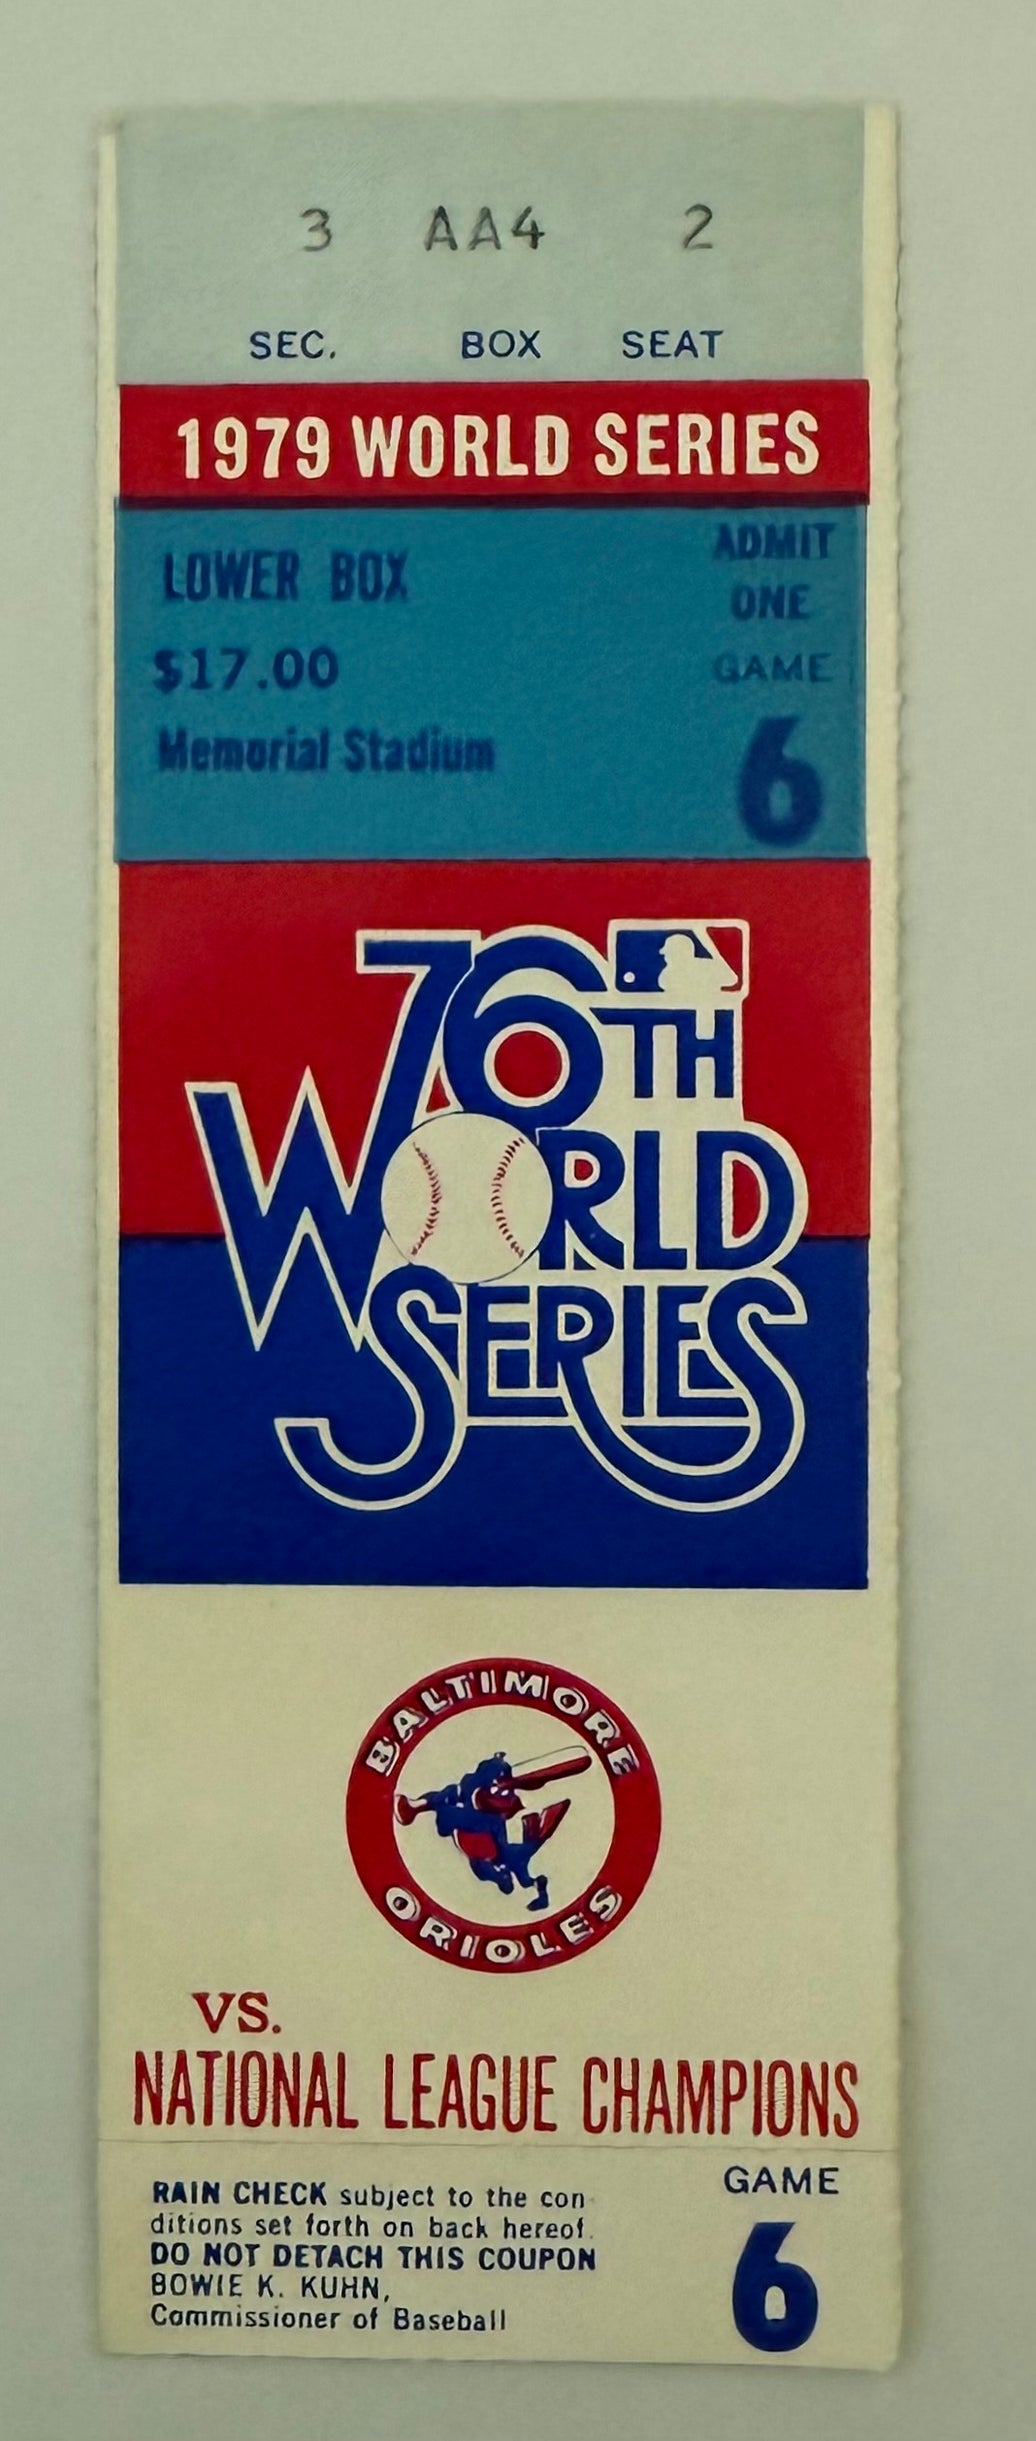 3 AA4 2
SEC. BOX SEAT
1979 WORLD SERIES
LOWER BOX
$17.00
Memorial Stadium
ADMIT
ONE
GAME
6
76TH
WORLD
SERIES
BALTIMORE
ORIOLES
VS.
NATIONAL LEAGUE CHAMPIONS
RAIN CHECK subject to the con-
ditions set forth on back hereof.
DO NOT DETACH THIS COUPON
BOWIE K. KUHN,
Commissioner of Baseball
GAME
6